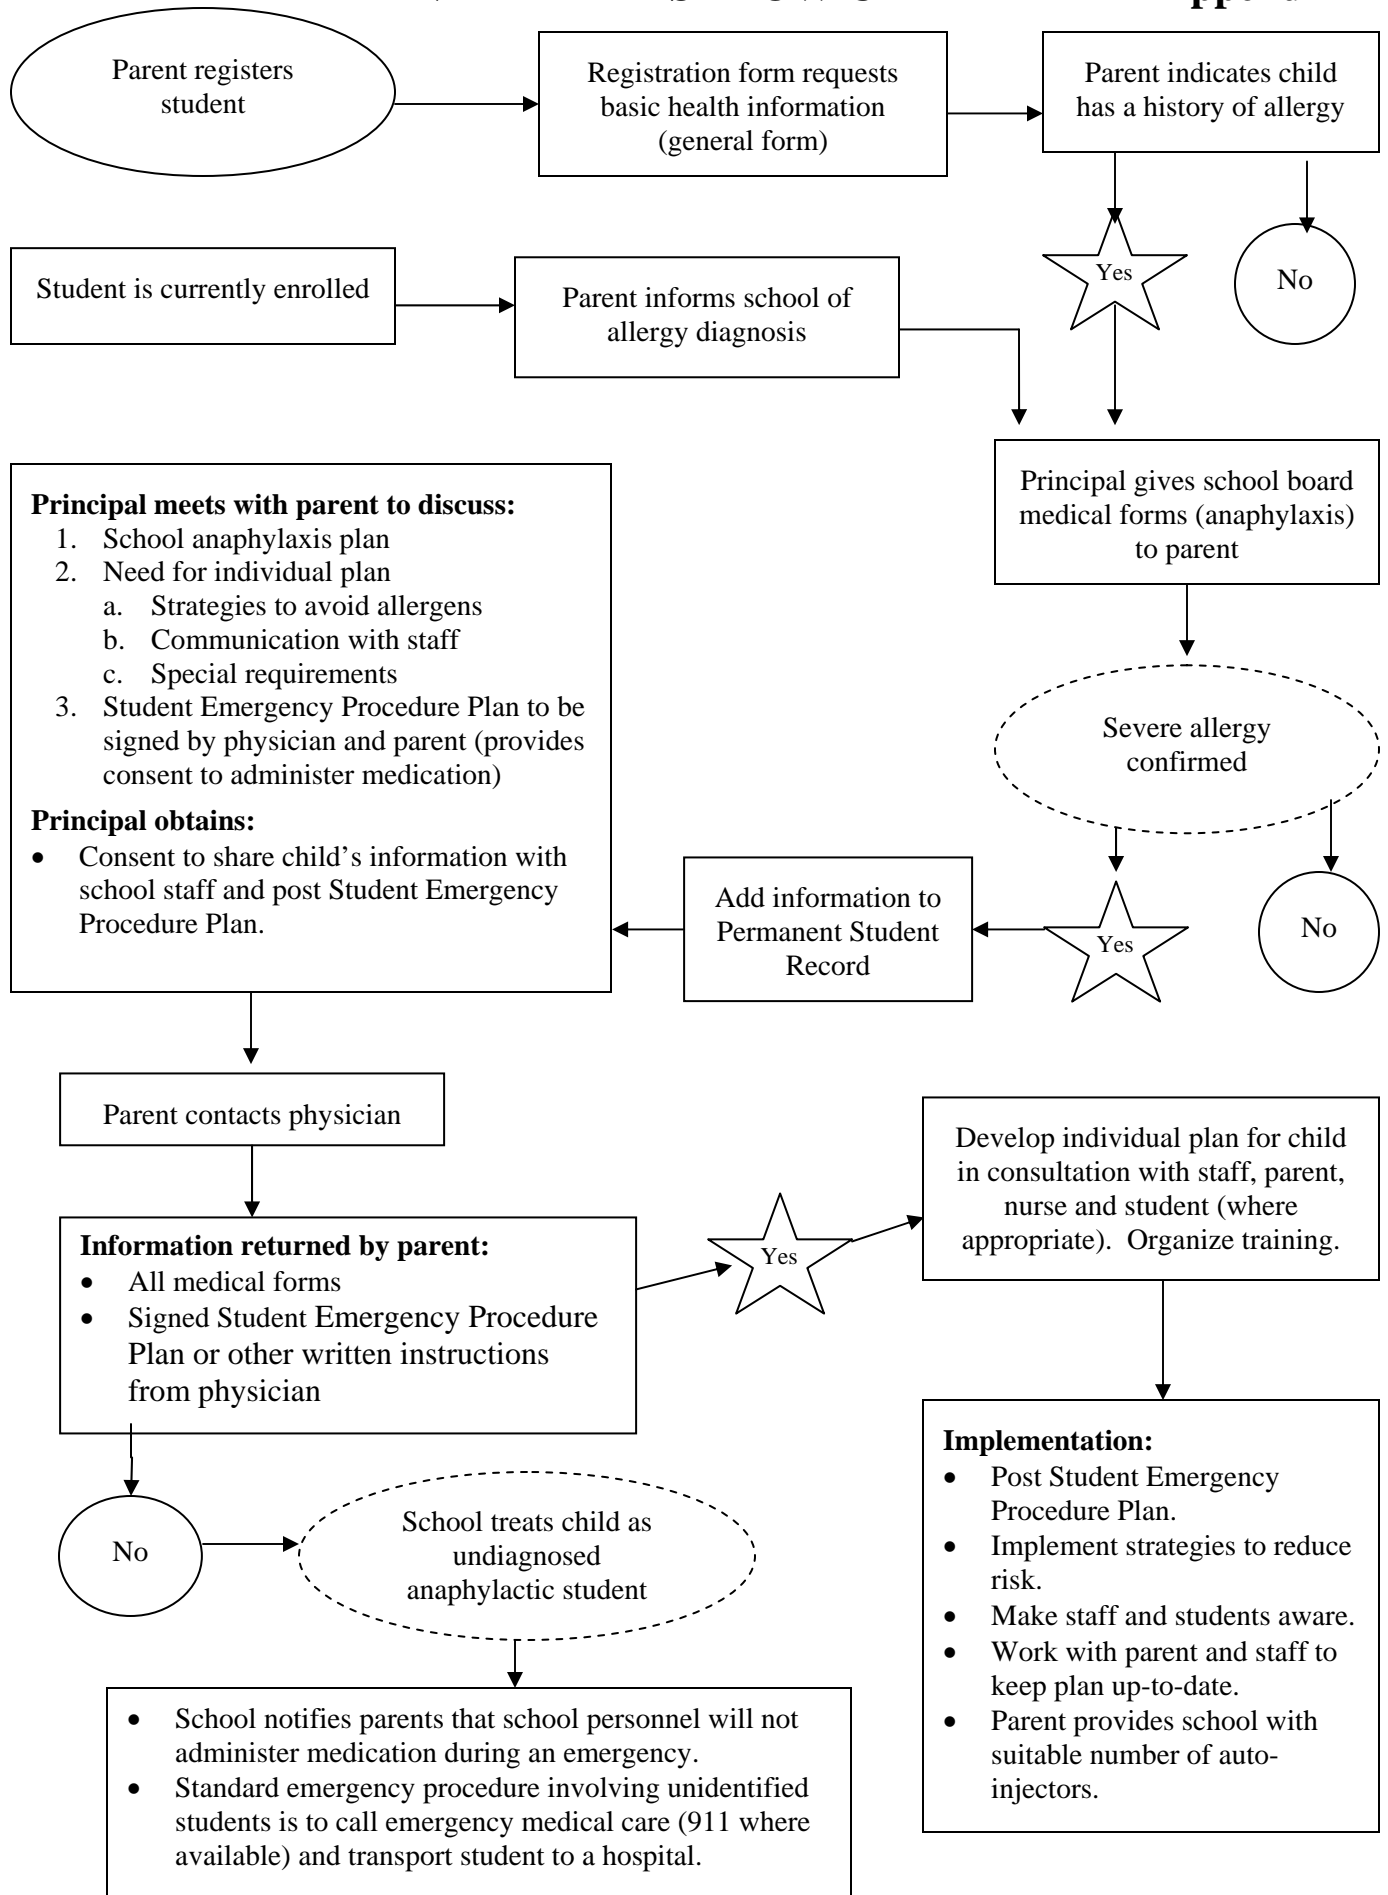 Parent registers
student
Registration form requests
basic health information
(general form)
Parent indicates child
has a history of allergy
Yes
No
Student is currently enrolled
Parent informs school of
allergy diagnosis
Principal gives school board
medical forms (anaphylaxis)
to parent
Severe allergy
confirmed
Yes
No
Add information to
Permanent Student
Record
Principal meets with parent to discuss:
1. School anaphylaxis plan
2. Need for individual plan
a. Strategies to avoid allergens
b. Communication with staff
c. Special requirements
3. Student Emergency Procedure Plan to be
signed by physician and parent (provides
consent to administer medication)
Principal obtains:
• Consent to share child’s information with
school staff and post Student Emergency
Procedure Plan.
Parent contacts physician
Information returned by parent:
• All medical forms
• Signed Student Emergency Procedure
Plan or other written instructions
from physician
Yes
Develop individual plan for child
in consultation with staff, parent,
nurse and student (where
appropriate).  Organize training.
Implementation:
• Post Student Emergency
Procedure Plan.
• Implement strategies to reduce
risk.
• Make staff and students aware.
• Work with parent and staff to
keep plan up-to-date.
• Parent provides school with
suitable number of auto-
injectors.
No
School treats child as
undiagnosed
anaphylactic student
• School notifies parents that school personnel will not
administer medication during an emergency.
• Standard emergency procedure involving unidentified
students is to call emergency medical care (911 where
available) and transport student to a hospital.